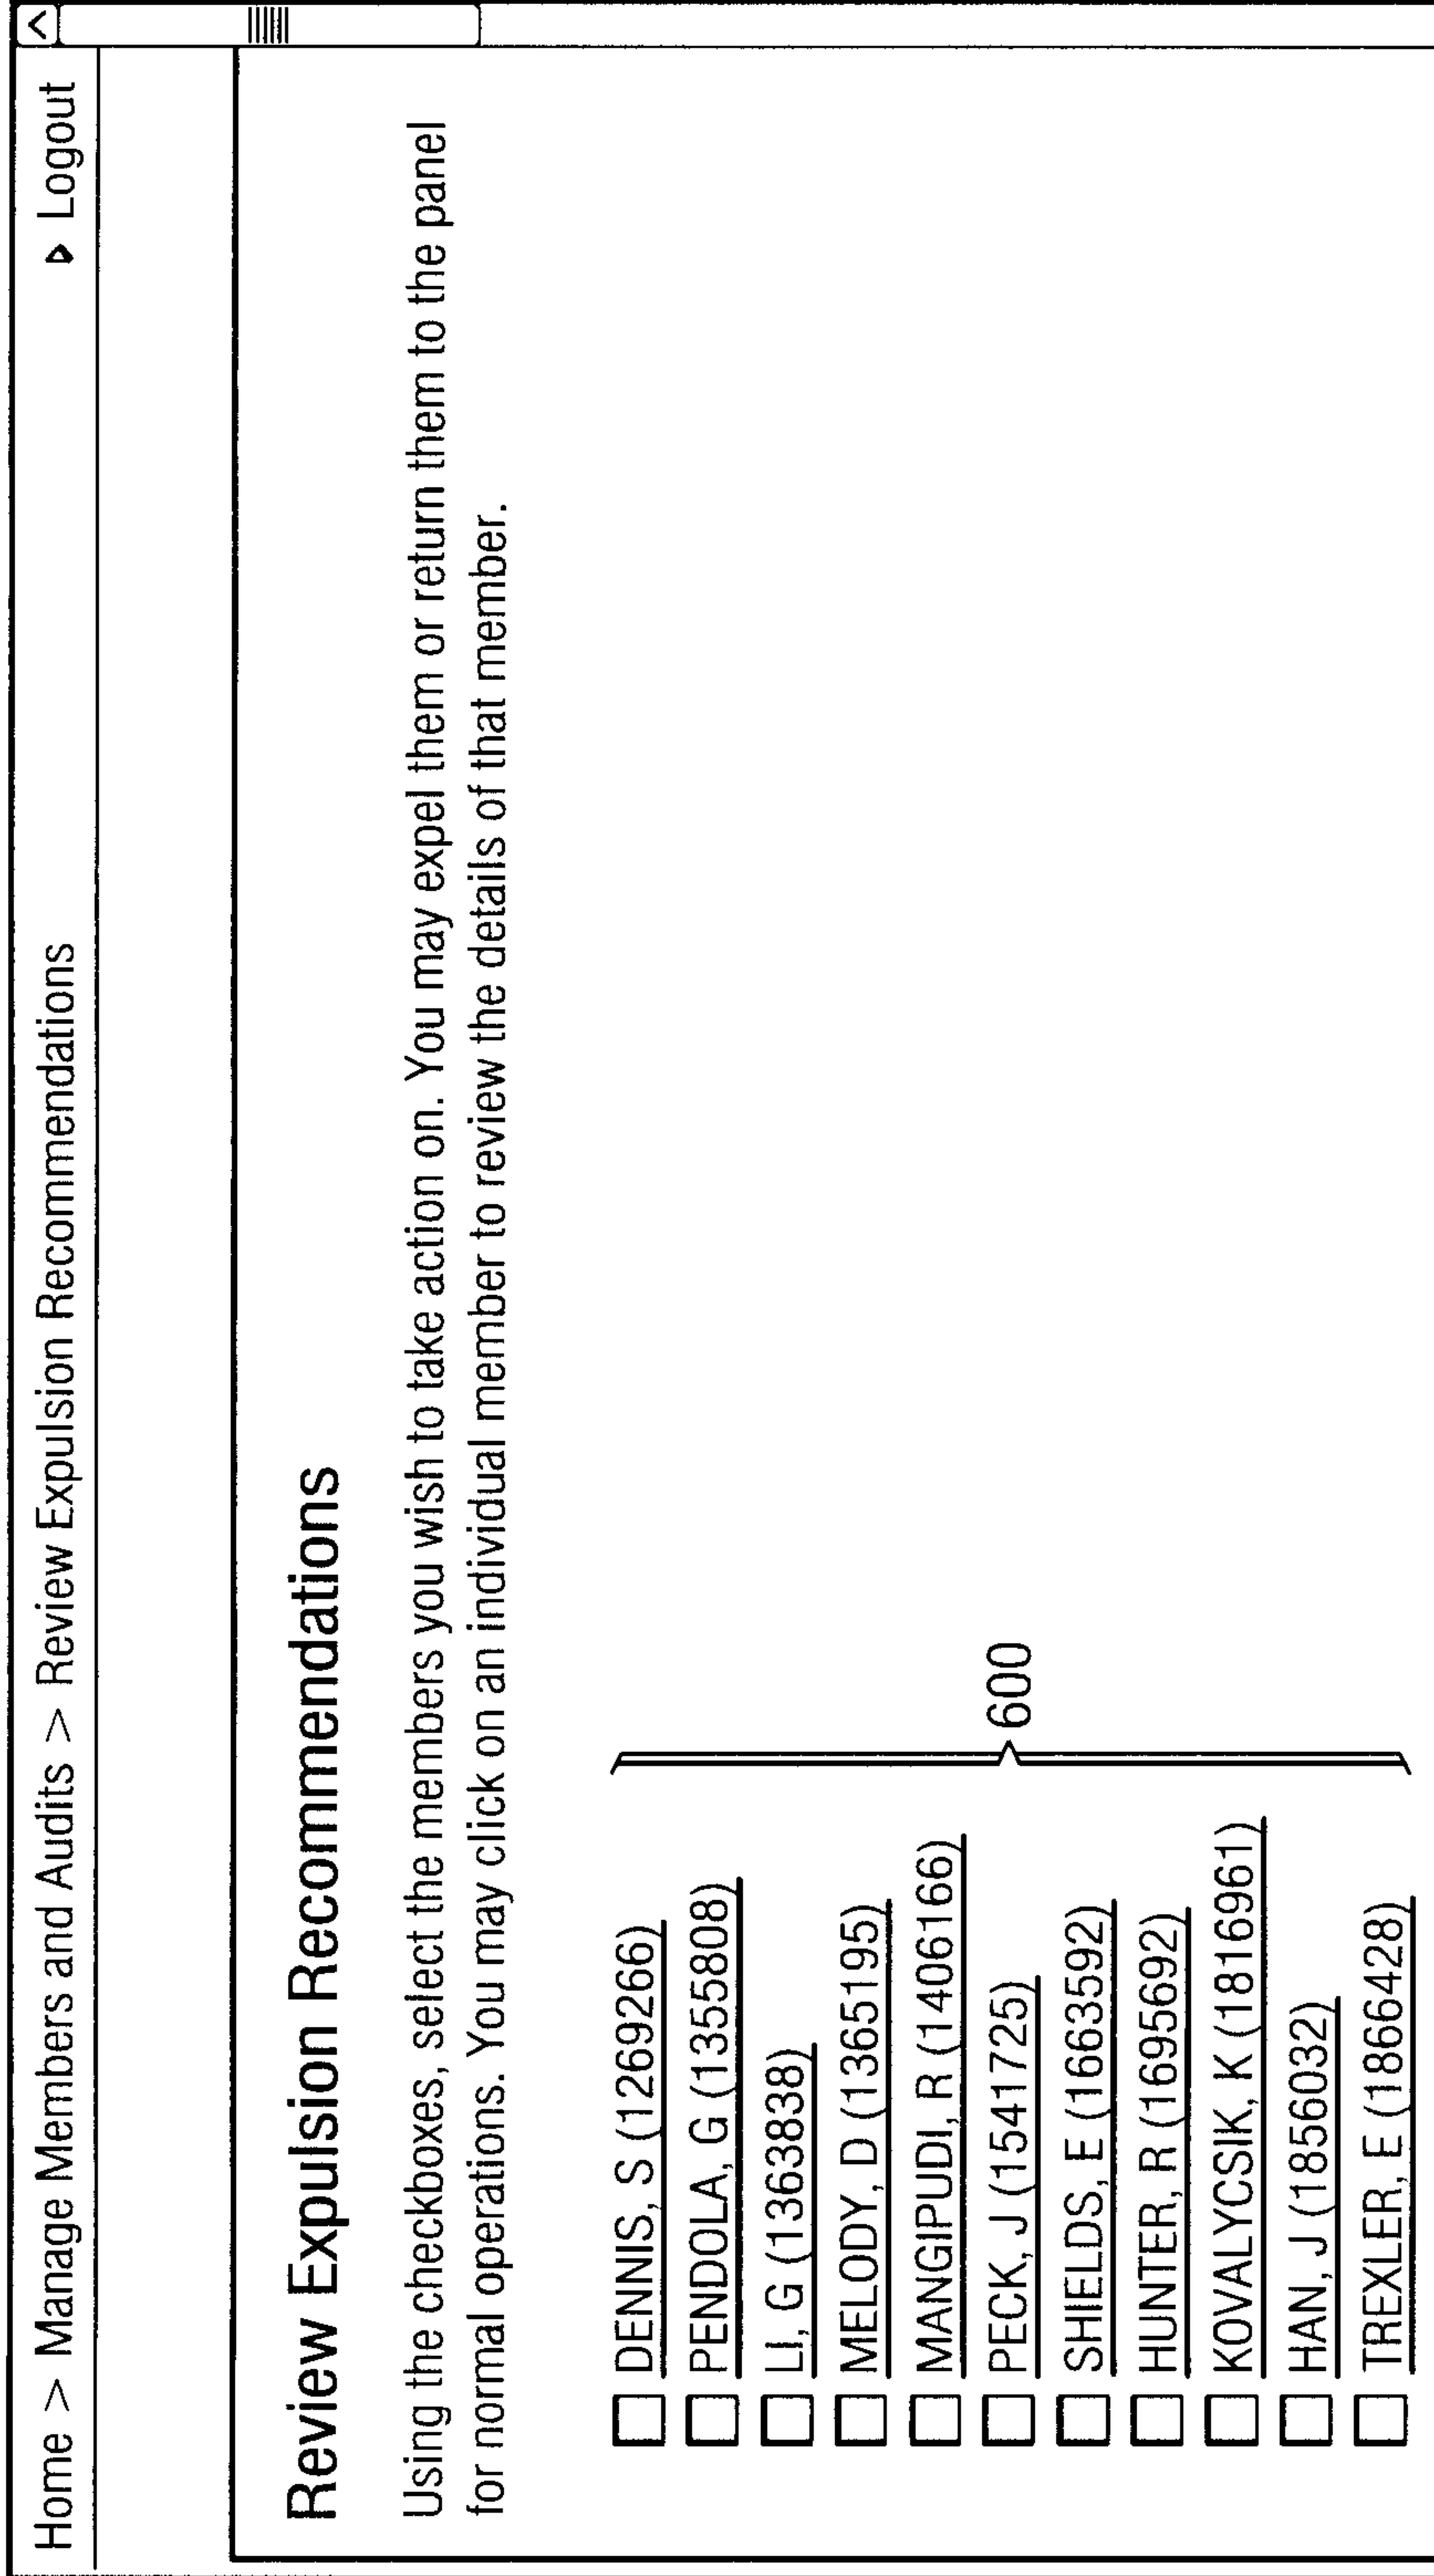 Home > Manage Members and Audits > Review Expulsion Recommendations
Logout
Review Expulsion Recommendations
Using the checkboxes, select the members you wish to take action on. You may expel them or return them to the panel
for normal operations. You may click on an individual member to review the details of that member.
DENNIS, S (1269266)
PENDOLA, G (1355808)
LI, G (1363838)
MELODY, D (1365195)
MANGIPUDI, R (1406166)
PECK, J (1541725)
SHIELDS, E (1663592)
HUNTER, R (1695692)
KOVALYCSIK, K (1816961)
HAN, J (1856032)
TREXLER, E (1866428)
600